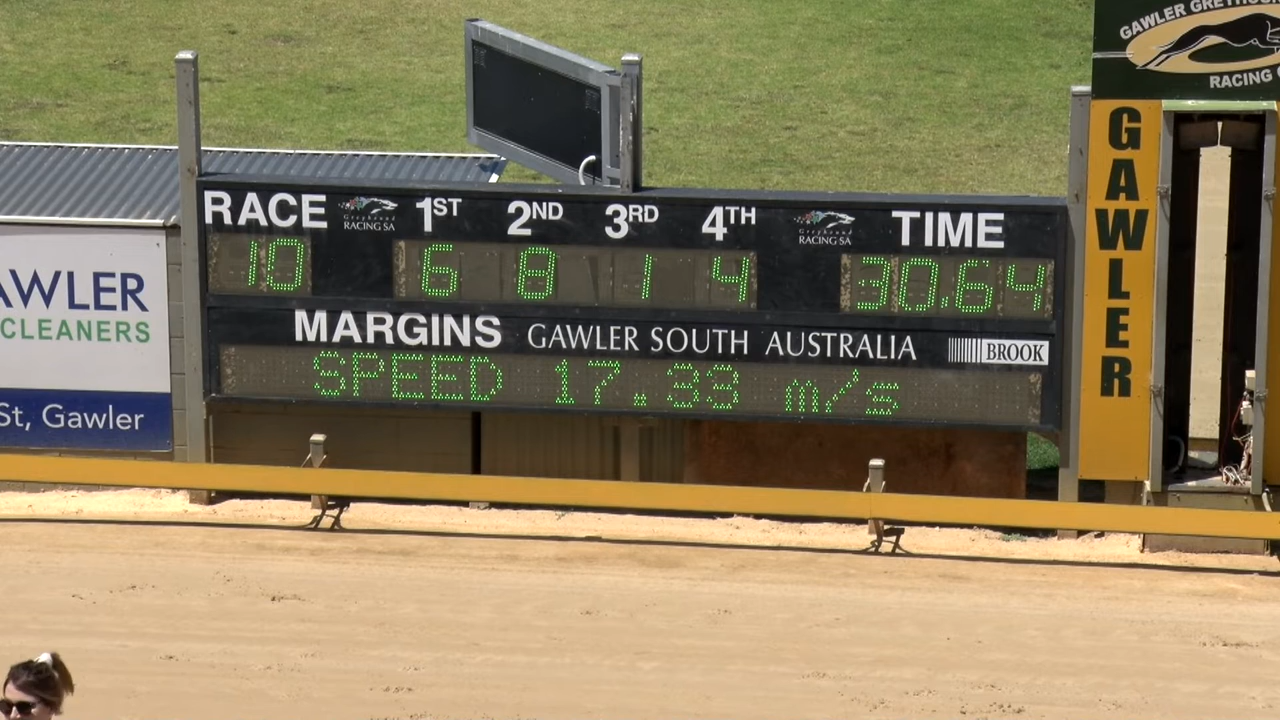 GAWLER GREYHOUND
RACING
GAWLER
RACE
Greyhound
RACING SA
1ST
2ND
3RD
4TH
Greyhound
RACING SA
TIME
10
6
8
1
4
30.64
MARGINS
GAWLER SOUTH AUSTRALIA
BROOK
SPEED 17.33 m/s
AWLER
CLEANERS
St, Gawler